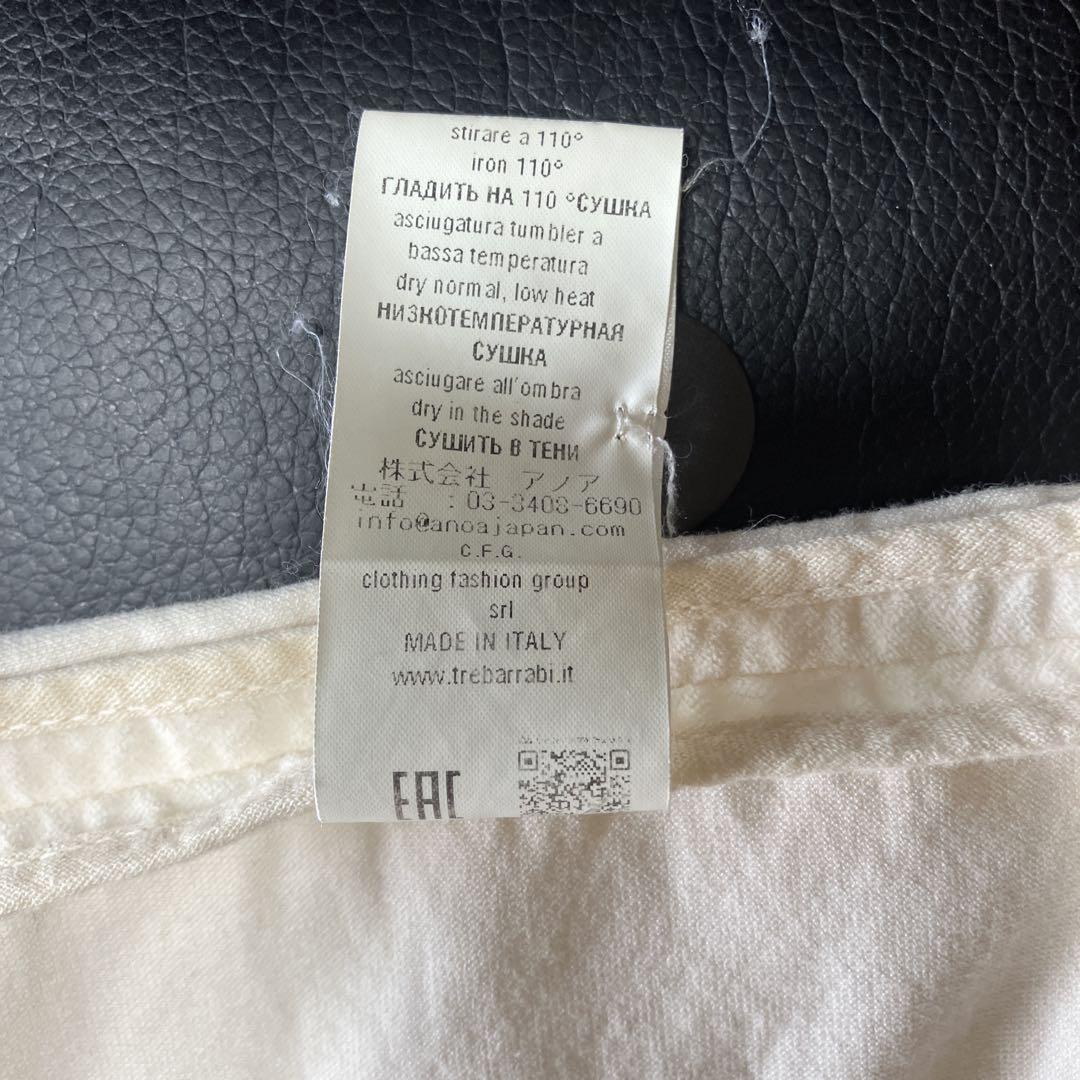 stirare a 110°
iron 110°
ГЛАДИТЬ НА 110 °СУШКА
asciugatura tumbler a
bassa temperatura
dry normal, low heat
НИЗКОТЕМПЕРАТУРНАЯ
СУШКА
asciugare all'ombra
dry in the shade
СУШИТЬ В ТЕНИ
株式会社 アノア
電話 :03-3408-6690
info@anoajapan.com
C.F.G.
clothing fashion group
srl
MADE IN ITALY
www.trebarrabi.it
EAC